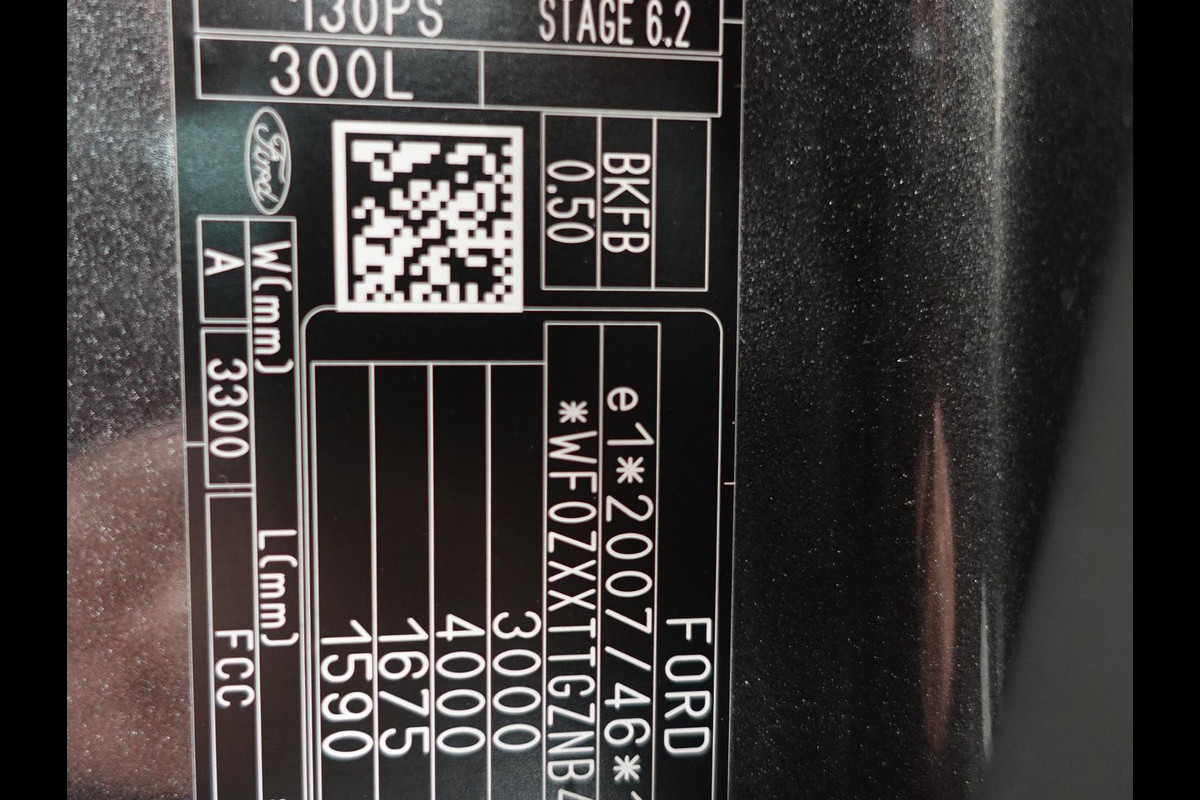 FORD
e1*2007/46*
*WF0ZXXTTGZNB
3000
4000
1675
1590
BKFB
0.50
Ford
W(mm) L(mm)
A 3300 FCC
130PS STAGE 6.2
300L